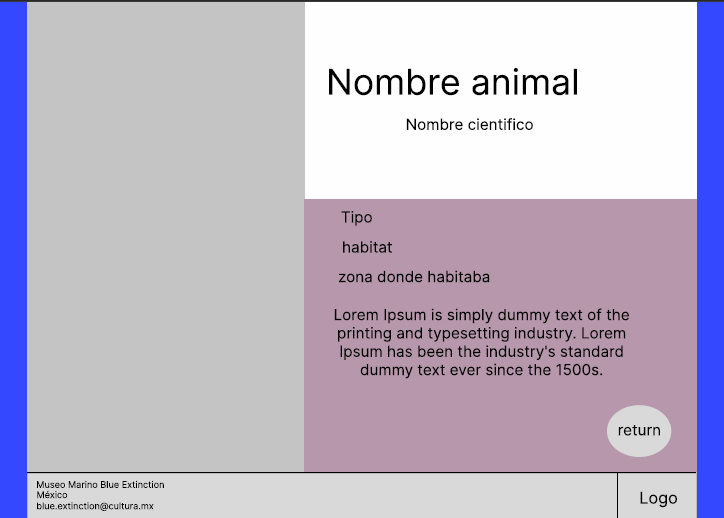 Nombre animal
Nombre cientifico
Tipo
habitat
zona donde habitaba
Lorem Ipsum is simply dummy text of the
printing and typesetting industry. Lorem
Ipsum has been the industry's standard
dummy text ever since the 1500s.
return
Museo Marino Blue Extinction
México
blue.extinction@cultura.mx
Logo